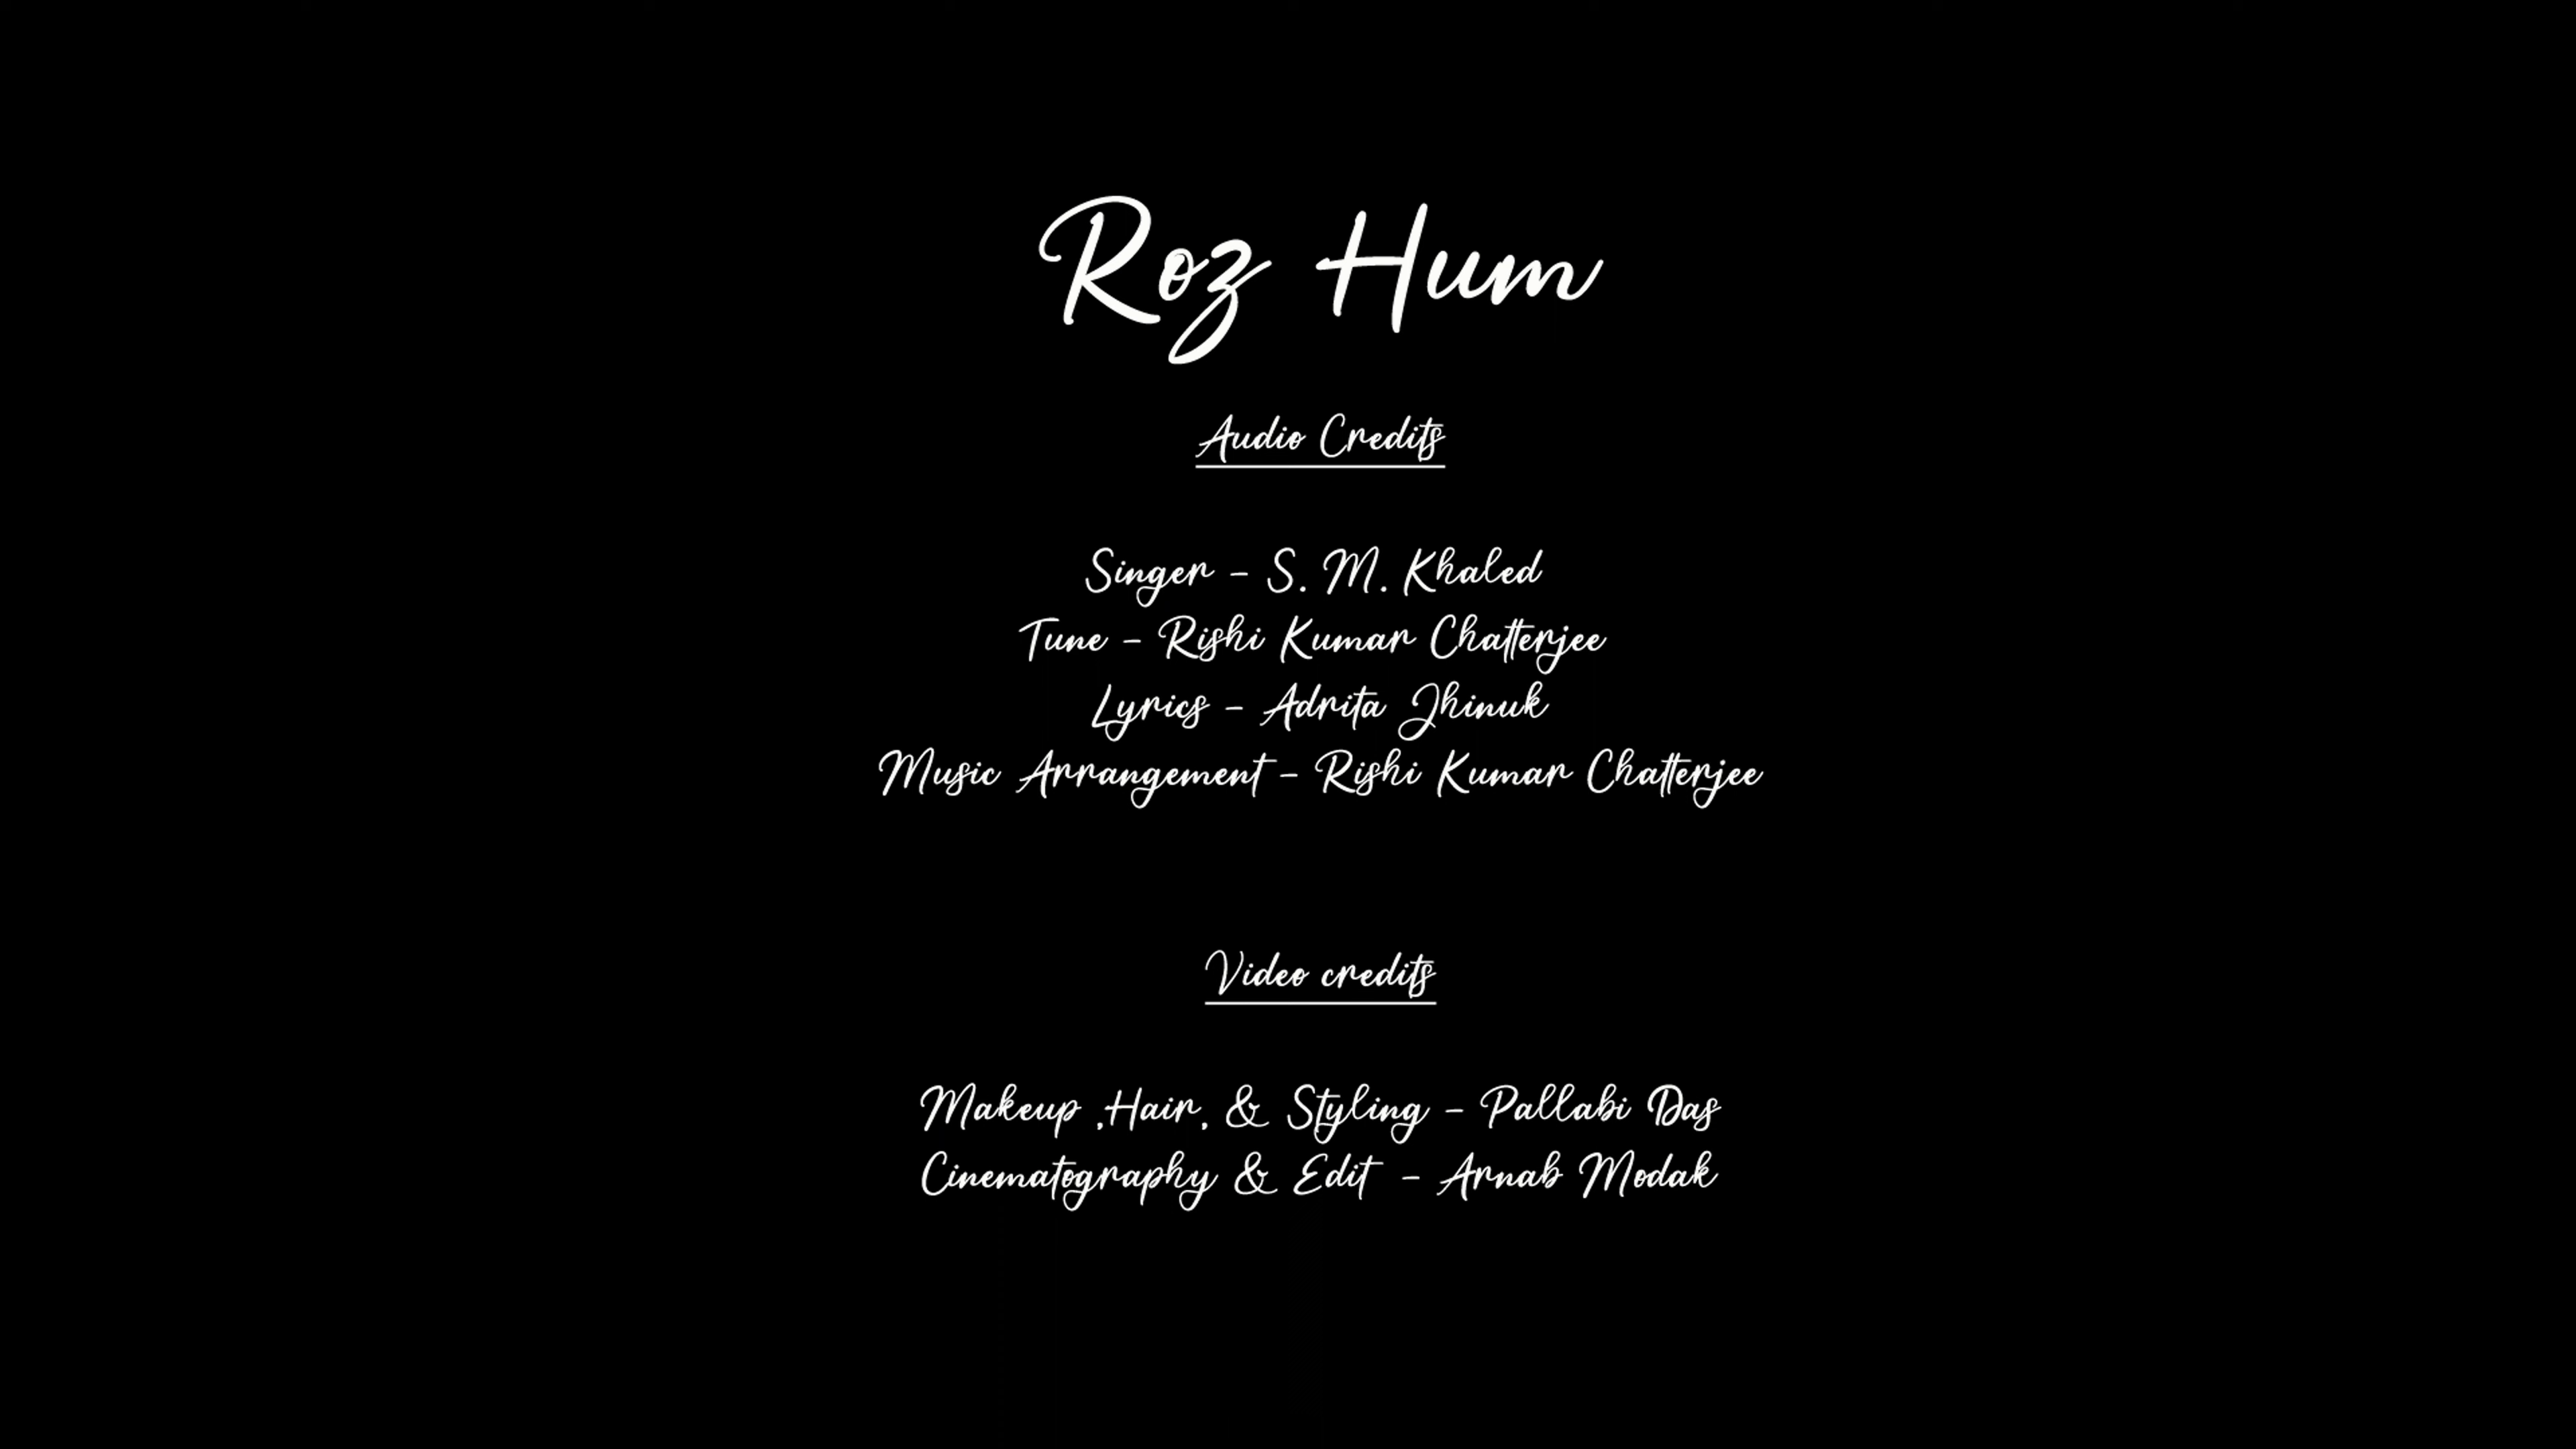 Roz Hum
Audio Credits
Singer - S. M. Khaled
Tune - Rishi Kumar Chatterjee
Lyrics - Adrita Jhinuk
Music Arrangement - Rishi Kumar Chatterjee
Video credits
Makeup ,Hair, & Styling - Pallabi Das
Cinematography & Edit - Arnab Modak